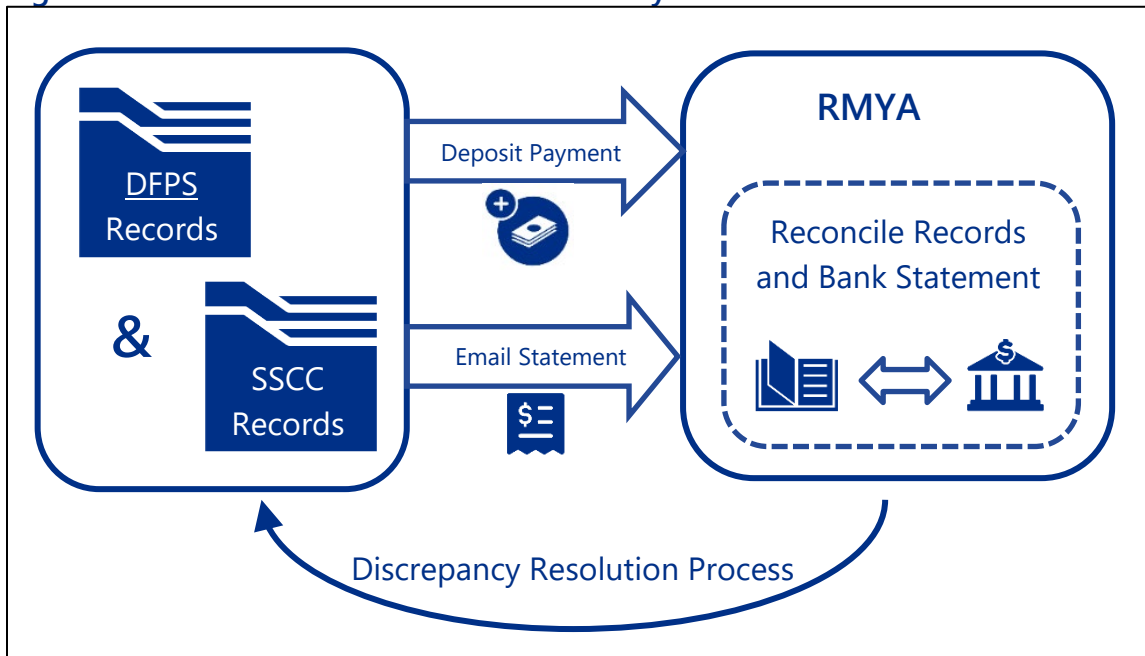 DFPS
Records
&
SSCC
Records
Deposit Payment
Email Statement
$
RMYA
Reconcile Records
and Bank Statement
$
Discrepancy Resolution Process